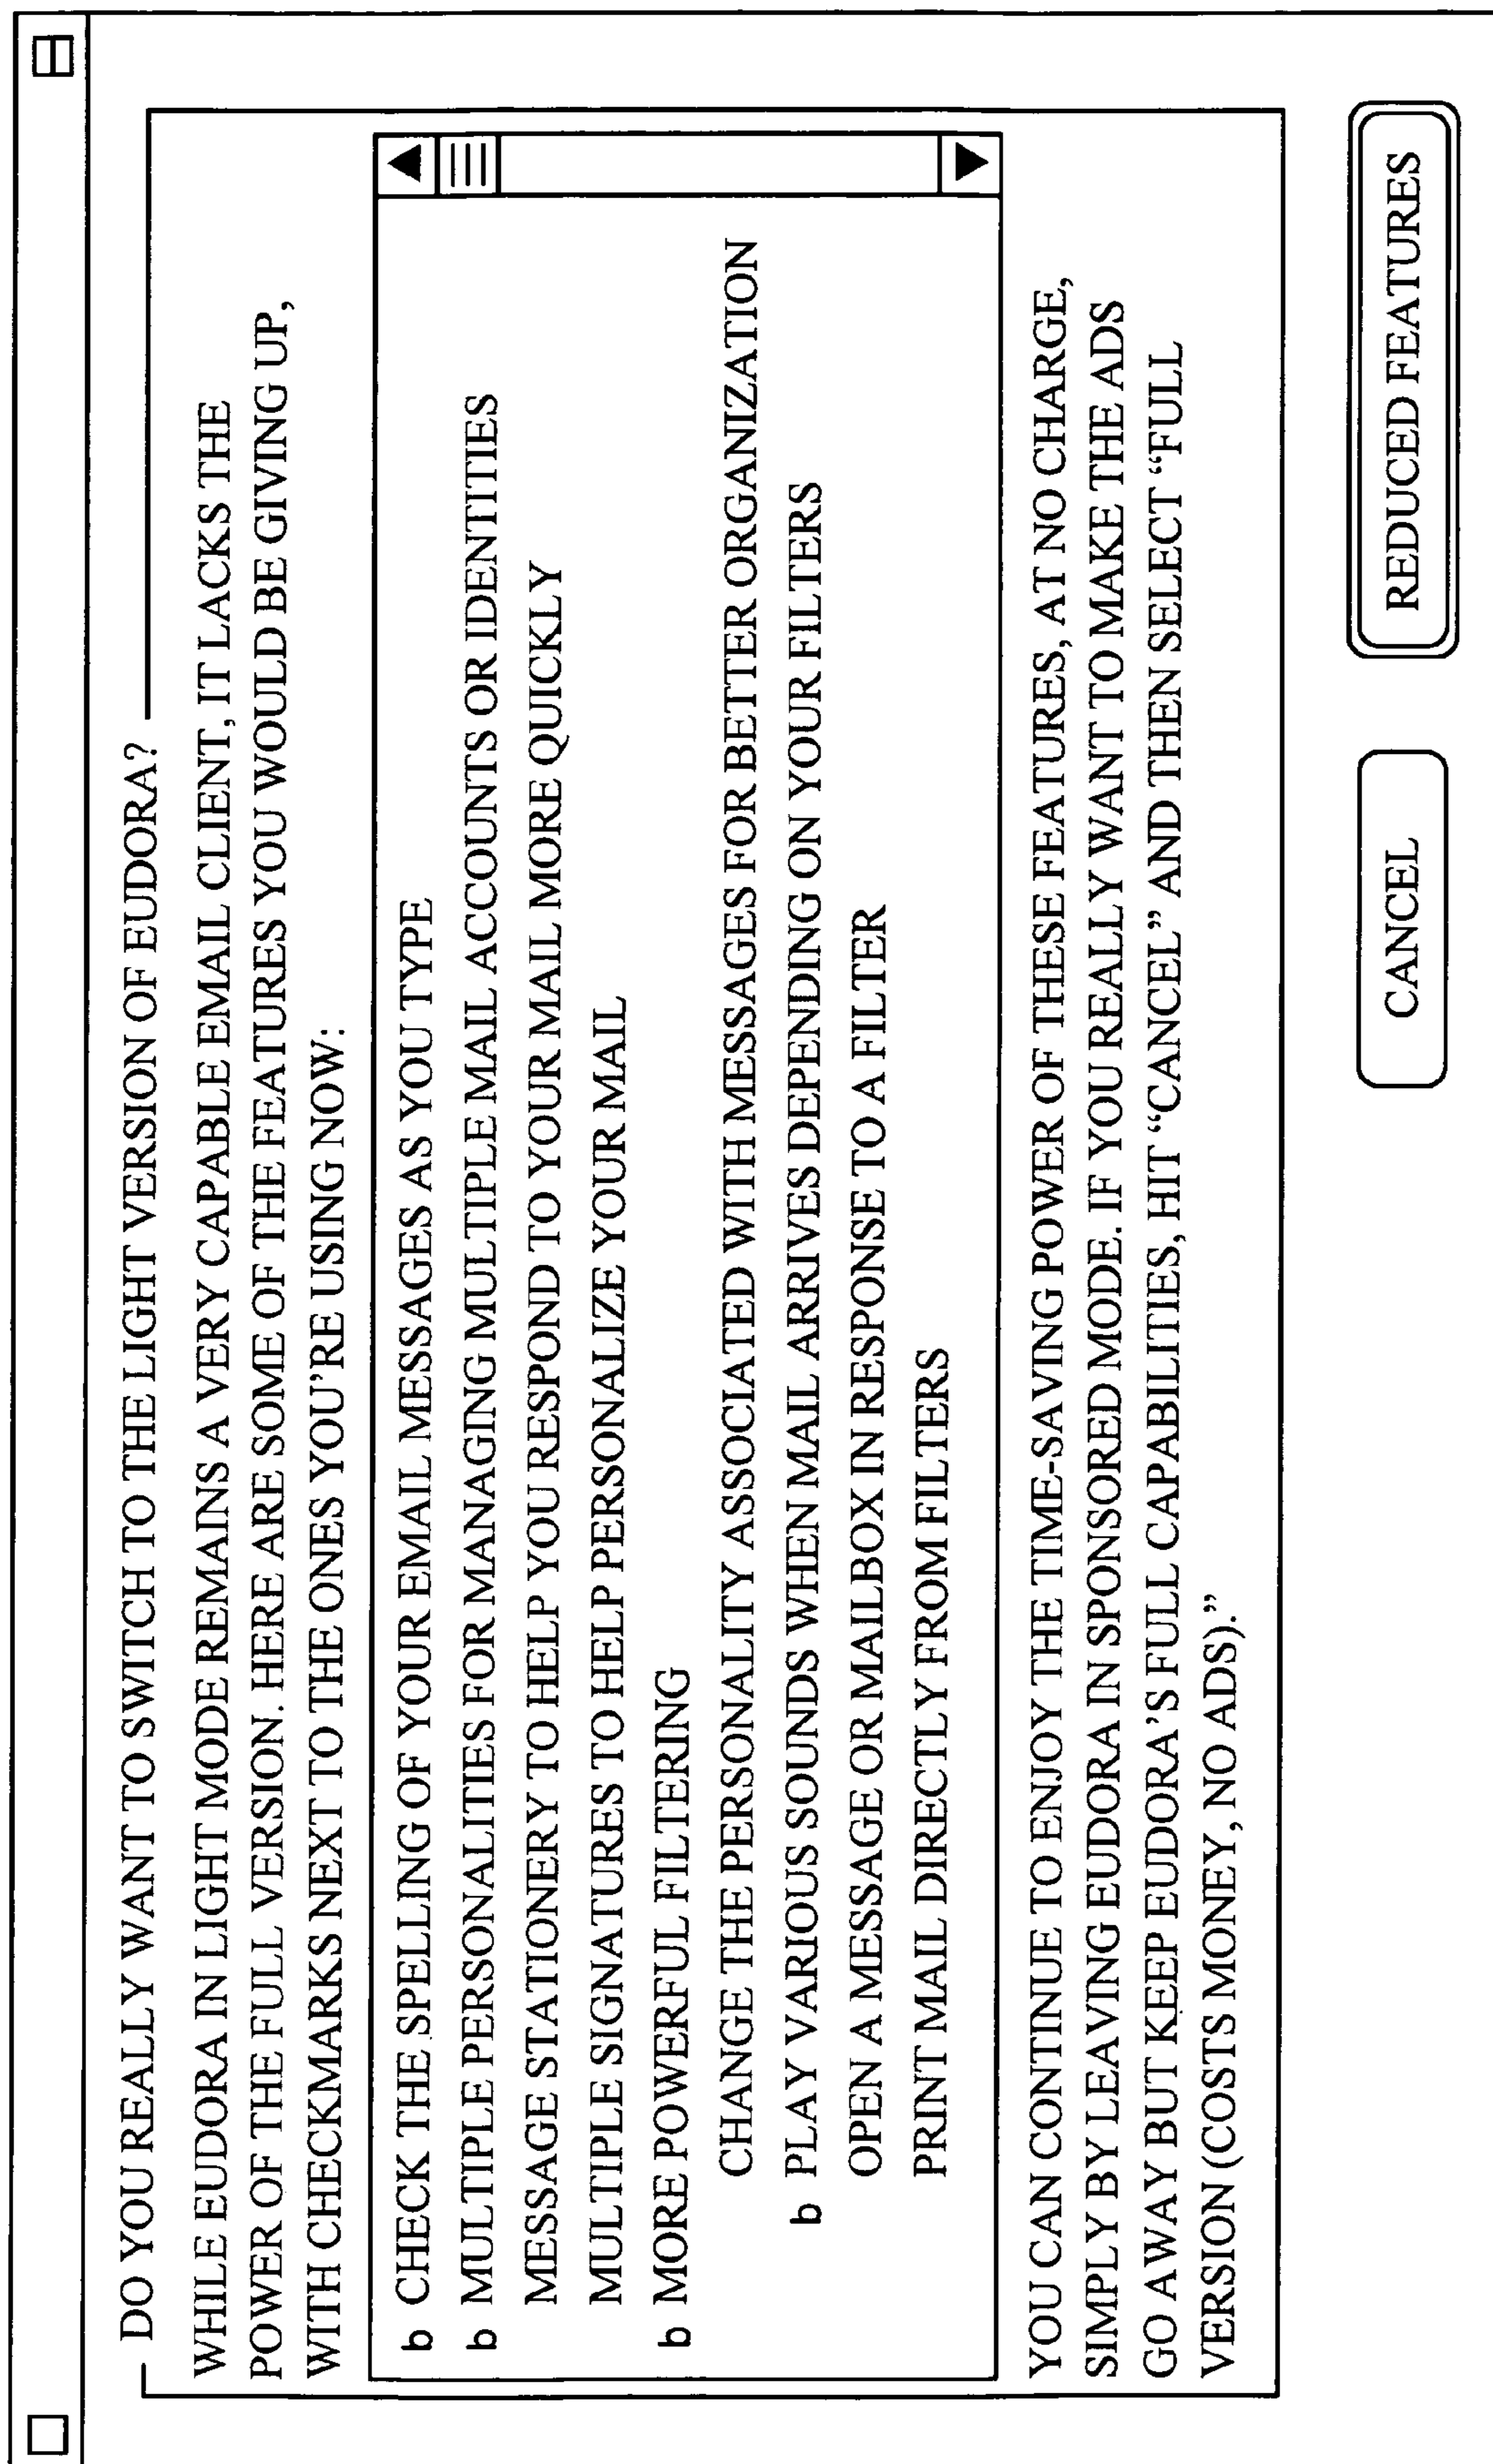 DO YOU REALLY WANT TO SWITCH TO THE LIGHT VERSION OF EUDORA?
WHILE EUDORA IN LIGHT MODE REMAINS A VERY CAPABLE EMAIL CLIENT, IT LACKS THE
POWER OF THE FULL VERSION. HERE ARE SOME OF THE FEATURES YOU WOULD BE GIVING UP,
WITH CHECKMARKS NEXT TO THE ONES YOU'RE USING NOW:
b CHECK THE SPELLING OF YOUR EMAIL MESSAGES AS YOU TYPE
b MULTIPLE PERSONALITIES FOR MANAGING MULTIPLE MAIL ACCOUNTS OR IDENTITIES
MESSAGE STATIONERY TO HELP YOU RESPOND TO YOUR MAIL MORE QUICKLY
MULTIPLE SIGNATURES TO HELP PERSONALIZE YOUR MAIL
b MORE POWERFUL FILTERING
CHANGE THE PERSONALITY ASSOCIATED WITH MESSAGES FOR BETTER ORGANIZATION
b PLAY VARIOUS SOUNDS WHEN MAIL ARRIVES DEPENDING ON YOUR FILTERS
OPEN A MESSAGE OR MAILBOX IN RESPONSE TO A FILTER
PRINT MAIL DIRECTLY FROM FILTERS
YOU CAN CONTINUE TO ENJOY THE TIME-SAVING POWER OF THESE FEATURES, AT NO CHARGE,
SIMPLY BY LEAVING EUDORA IN SPONSORED MODE. IF YOU REALLY WANT TO MAKE THE ADS
GO AWAY BUT KEEP EUDORA'S FULL CAPABILITIES, HIT “CANCEL” AND THEN SELECT “FULL
VERSION (COSTS MONEY, NO ADS).”
CANCEL
REDUCED FEATURES